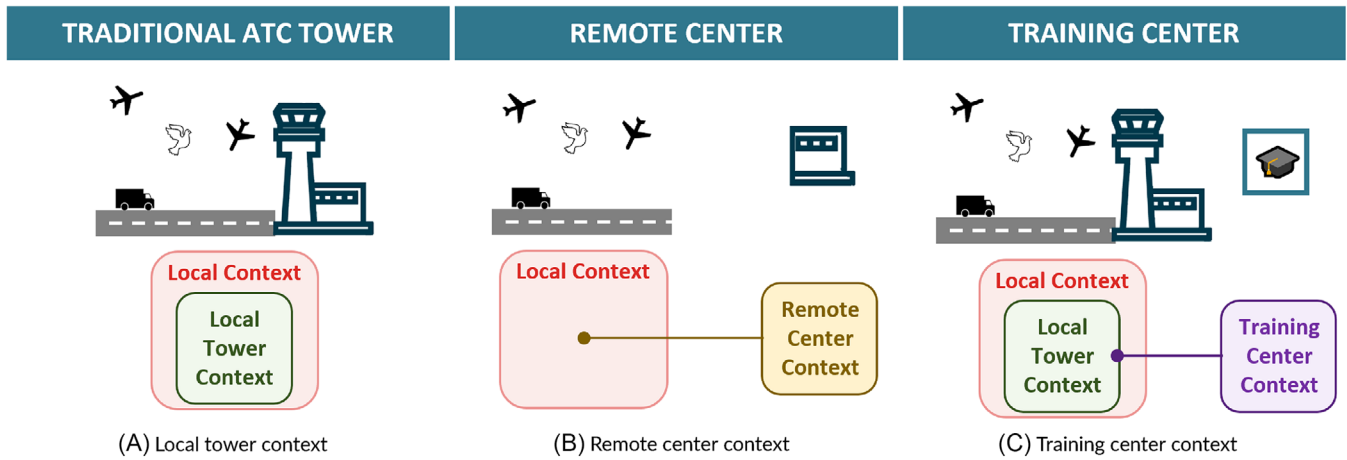 TRADITIONAL ATC TOWER
REMOTE CENTER
TRAINING CENTER
Local Context
Local
Tower
Context
Local Context
Remote
Center
Context
Local Context
Local
Tower
Context
Training
Center
Context
(A) Local tower context
(B) Remote center context
(C) Training center context